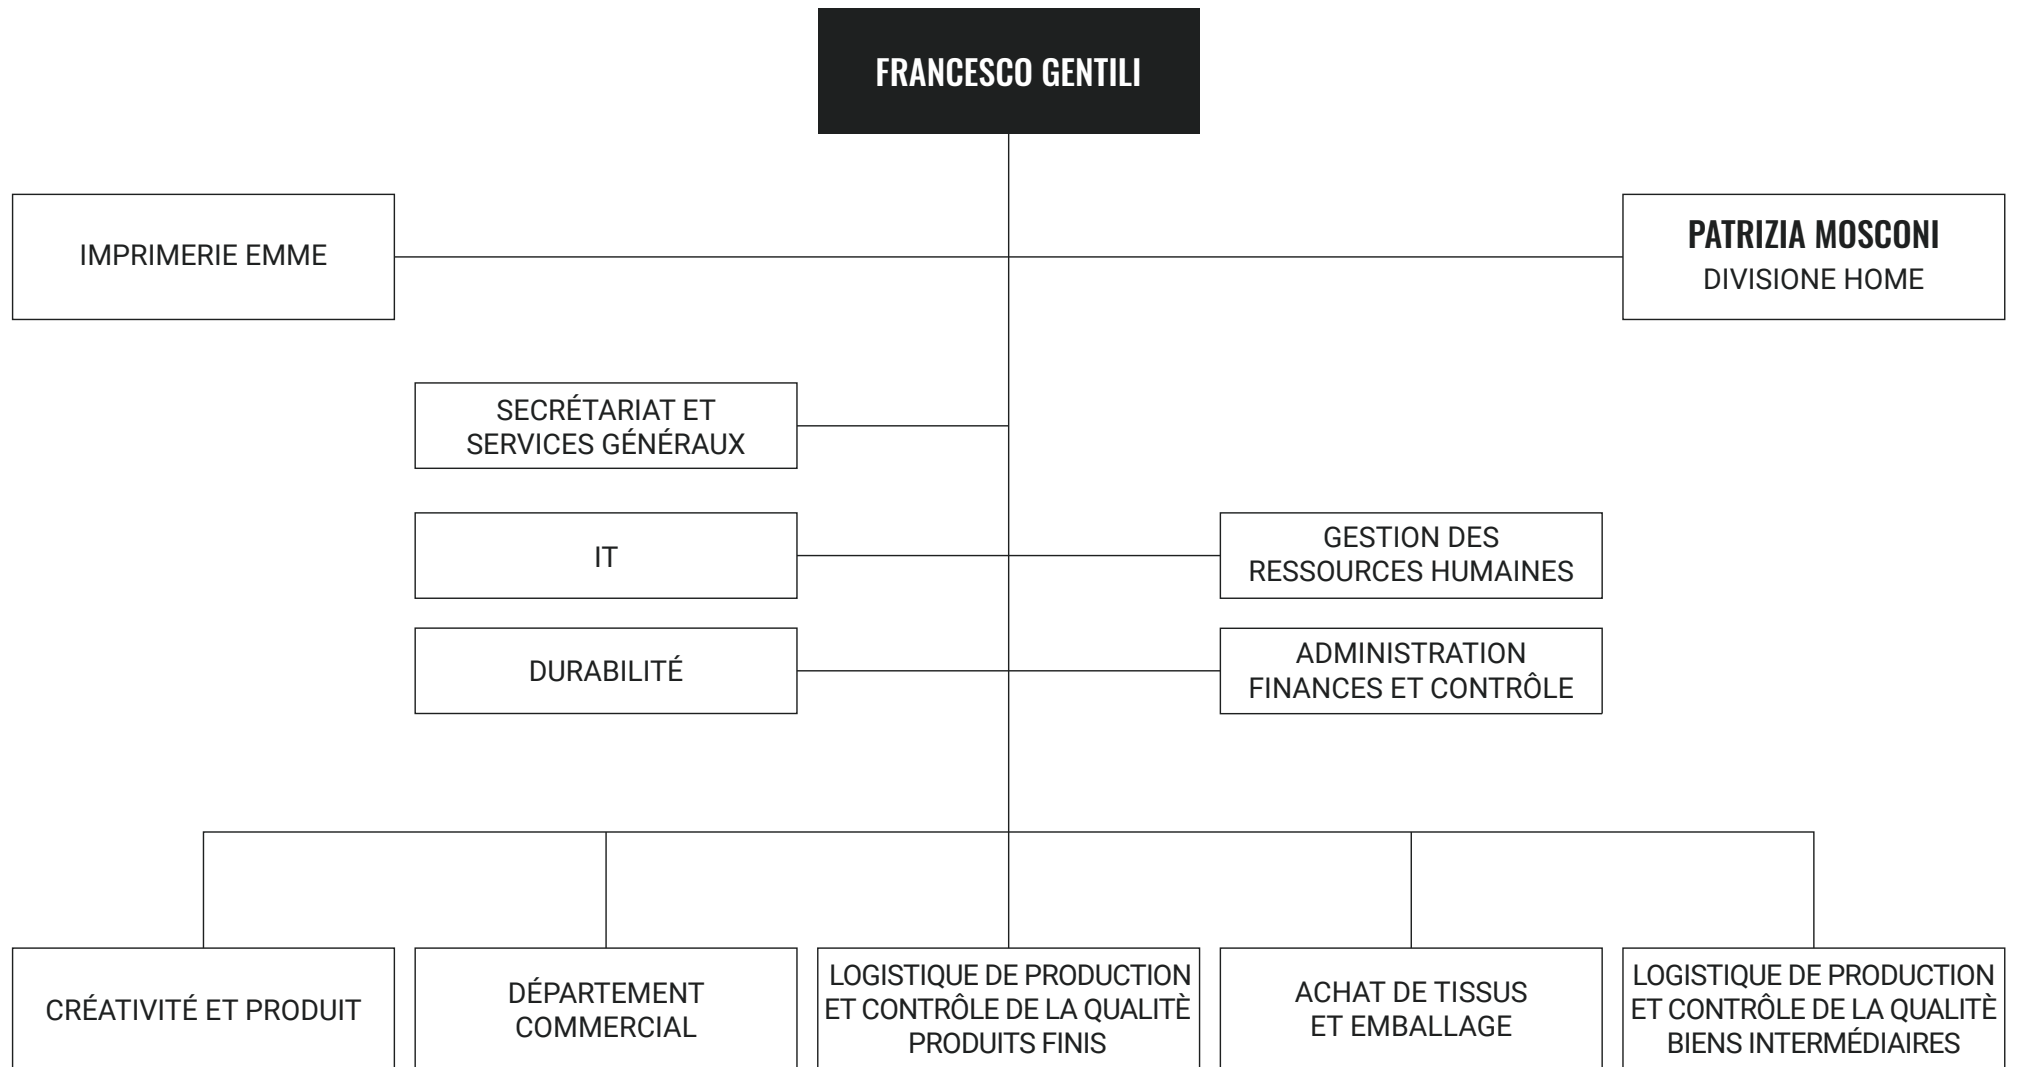 FRANCESCO GENTILI
IMPRIMERIE EMME
PATRIZIA MOSCONI
DIVISIONE HOME
SECRÉTARIAT ET
SERVICES GÉNÉRAUX
IT
GESTION DES
RESSOURCES HUMAINES
DURABILITÉ
ADMINISTRATION
FINANCES ET CONTRÔLE
CRÉATIVITÉ ET PRODUIT
DÉPARTEMENT
COMMERCIAL
LOGISTIQUE DE PRODUCTION
ET CONTRÔLE DE LA QUALITÈ
PRODUITS FINIS
ACHAT DE TISSUS
ET EMBALLAGE
LOGISTIQUE DE PRODUCTION
ET CONTRÔLE DE LA QUALITÈ
BIENS INTERMÉDIAIRES